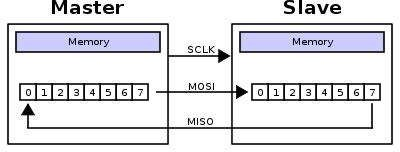 Master Slave
Memory Memory
SCLK
0 1 2 3 4 5 6 7 MOSI 0 1 2 3 4 5 6 7
MISO